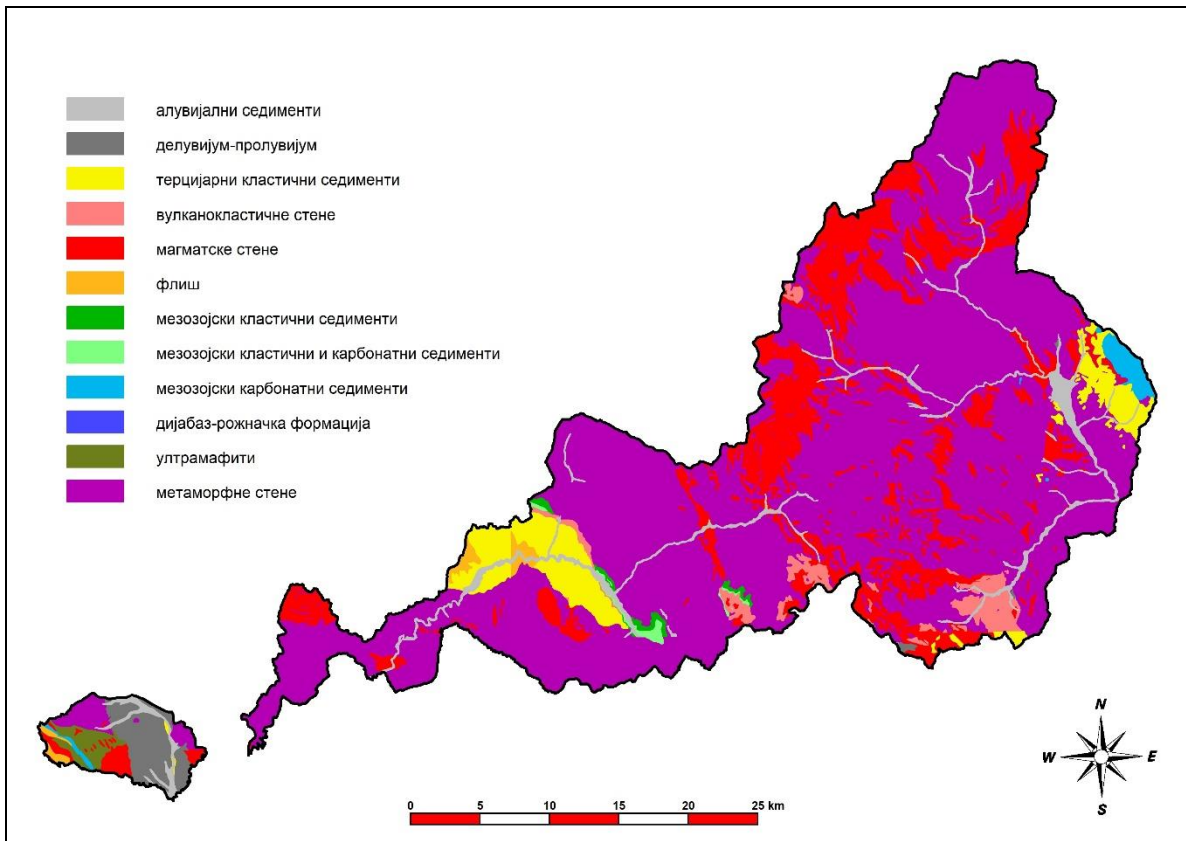 алувијални седименти
делувијум-пролувијум
терцијарни кластични седименти
вулканокластичне стене
магматске стене
флиш
мезозојски кластични седименти
мезозојски кластични и карбонатни седименти
мезозојски карбонатни седименти
дијабаз-рожначка формација
ултрамафити
метаморфне стене
N
W E
S
0 5 10 15 20 25 km